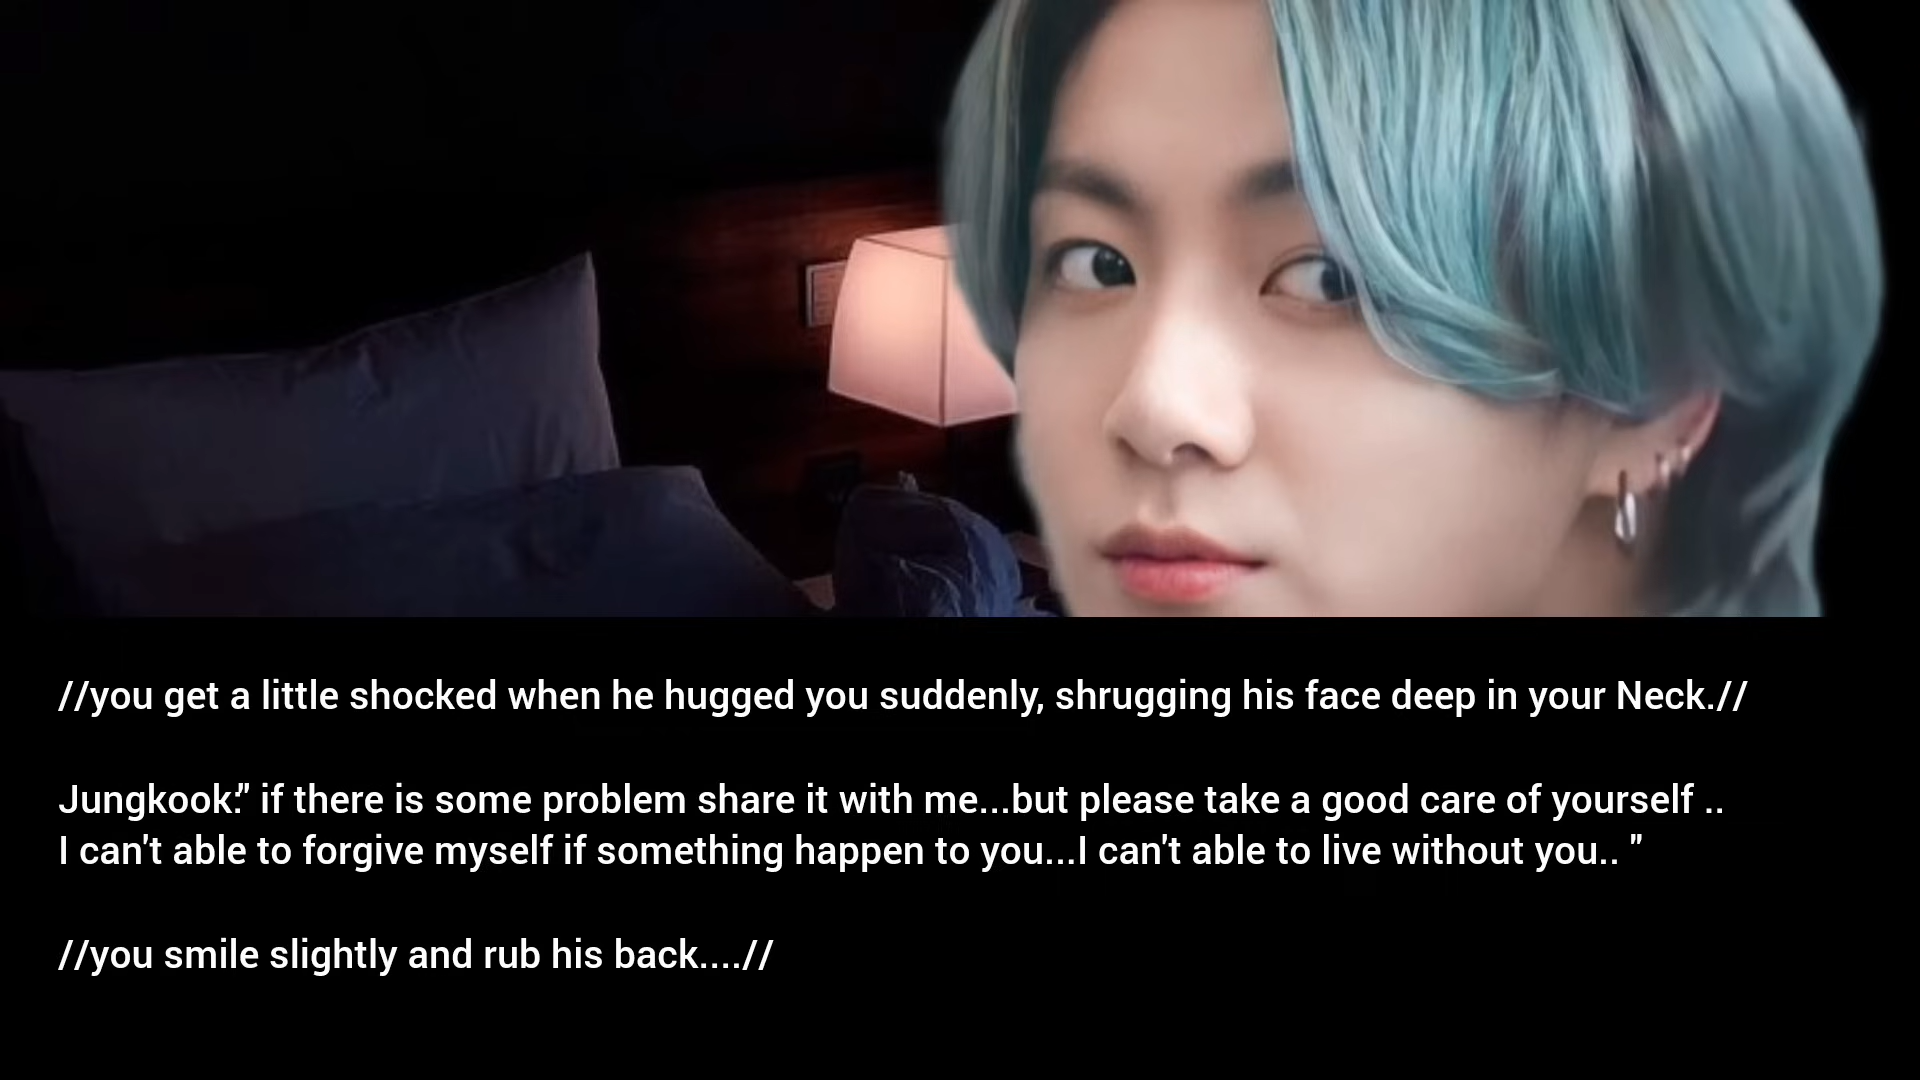 //you get a little shocked when he hugged you suddenly, shrugging his face deep in your Neck.//
Jungkook:" if there is some problem share it with me...but please take a good care of yourself ..
I can't able to forgive myself if something happen to you...I can't able to live without you.. "
//you smile slightly and rub his back....//